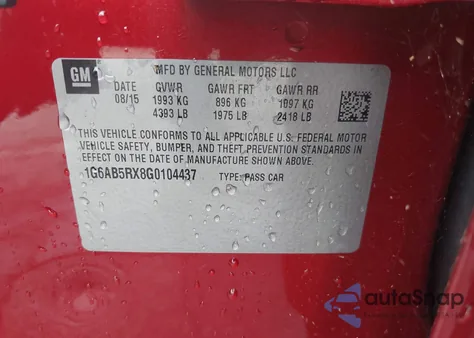 GM
MFD BY GENERAL MOTORS LLC
DATE GVWR GAWR FRT GAWR RR
08/15 1993 KG 896 KG 1097 KG
4393 LB 1975 LB 2418 LB
THIS VEHICLE CONFORMS TO ALL APPLICABLE U.S. FEDERAL MOTOR
VEHICLE SAFETY, BUMPER, AND THEFT PREVENTION STANDARDS IN
EFFECT ON THE DATE OF MANUFACTURE SHOWN ABOVE.
1G6AB5RX8G0104437 TYPE: PASS CAR
autoSnap